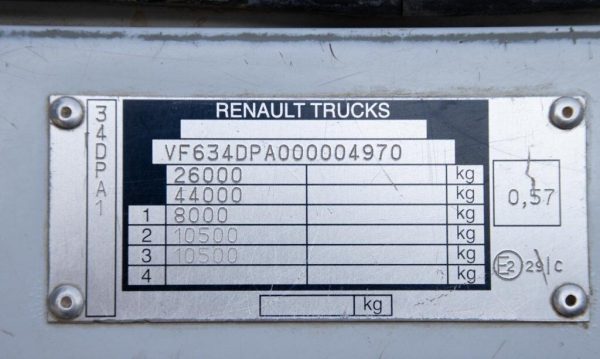 34DPA1
RENAULT TRUCKS
VF634DPA000004970
26000 kg
44000 kg
1 8000 kg
2 10500 kg
3 10500 kg
4 kg
kg
0,57
E2 29 C